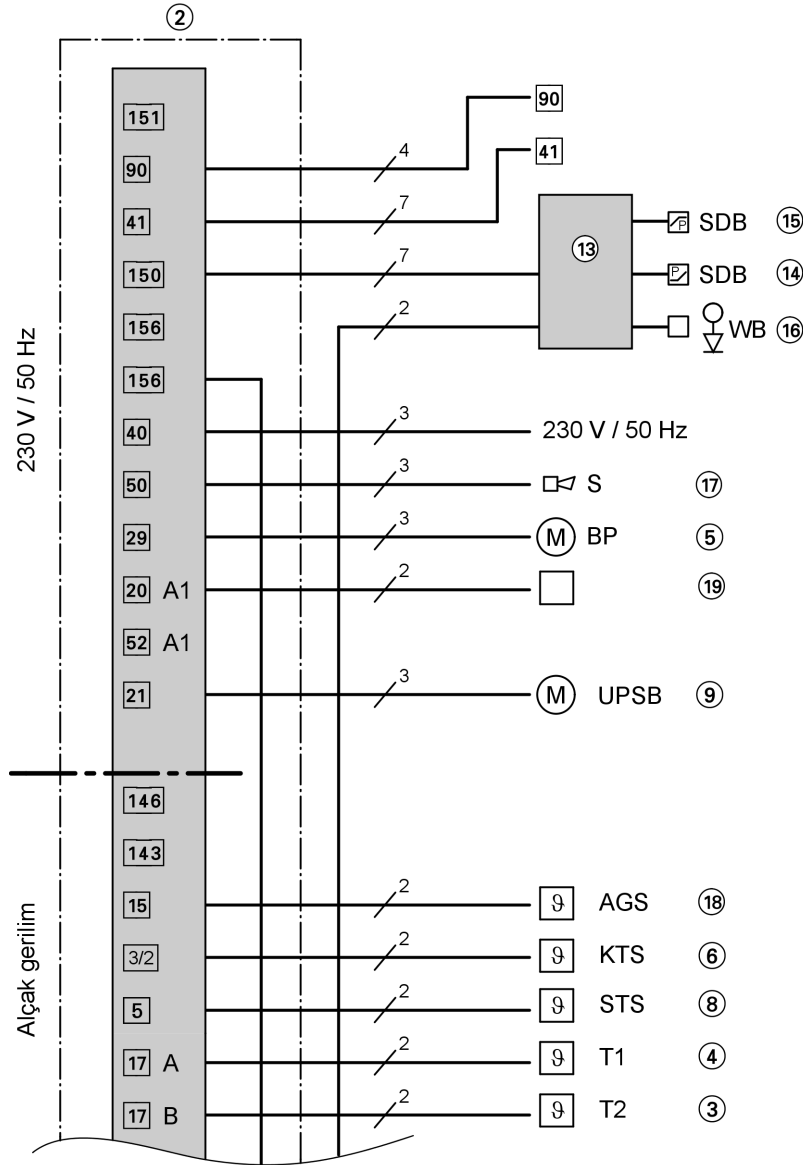 2
151
90
4
90
41
7
41
150
7
13
SDB 15
P
SDB 14
P
156
2
WB 16
156
40
3
230 V / 50 Hz
50
3
S 17
29
3
M BP 5
20 A1
2
19
52 A1
21
3
M UPSB 9
230 V / 50 Hz
146
143
15
2
ϑ AGS 18
3/2
2
ϑ KTS 6
5
2
ϑ STS 8
17 A
2
ϑ T1 4
17 B
2
ϑ T2 3
Alçak gerilim